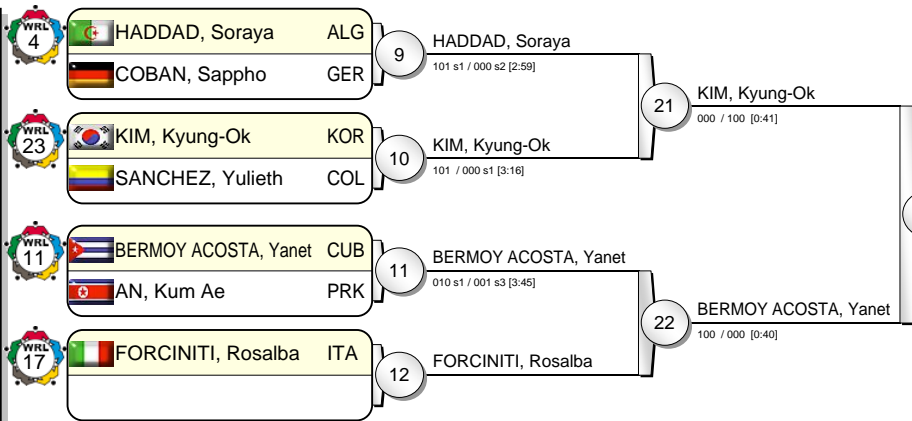 WRL
4
HADDAD, Soraya ALG
COBAN, Sappho GER
9
HADDAD, Soraya
101 s1 / 000 s2 [2:59]
21
KIM, Kyung-Ok
000 / 100 [0:41]
WRL
23
KIM, Kyung-Ok KOR
SANCHEZ, Yulieth COL
10
KIM, Kyung-Ok
101 / 000 s1 [3:16]
WRL
11
BERMOY ACOSTA, Yanet CUB
AN, Kum Ae PRK
11
BERMOY ACOSTA, Yanet
010 s1 / 001 s3 [3:45]
22
BERMOY ACOSTA, Yanet
100 / 000 [0:40]
WRL
17
FORCINITI, Rosalba ITA
12
FORCINITI, Rosalba